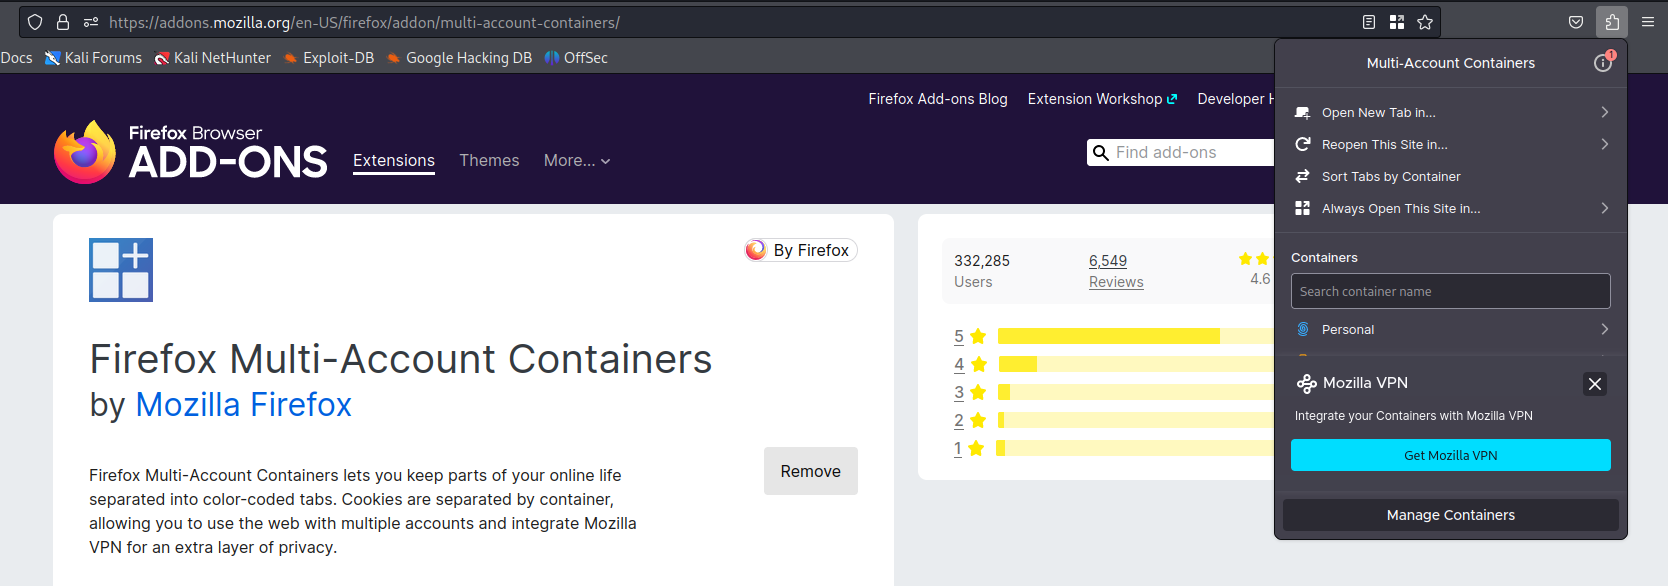 https://addons.mozilla.org/en-US/firefox/addon/multi-account-containers/
Docs Kali Forums Kali NetHunter Exploit-DB Google Hacking DB OffSec
Firefox Add-ons Blog Extension Workshop Developer H
Firefox Browser
ADD-ONS
Extensions Themes More...
Find add-ons
By Firefox
Firefox Multi-Account Containers
by Mozilla Firefox
Firefox Multi-Account Containers lets you keep parts of your online life
separated into color-coded tabs. Cookies are separated by container,
allowing you to use the web with multiple accounts and integrate Mozilla
VPN for an extra layer of privacy.
Remove
332,285
Users
6,549
Reviews
4.6
5
4
3
2
1
Multi-Account Containers
1
Open New Tab in...
Reopen This Site in...
Sort Tabs by Container
Always Open This Site in...
Containers
Search container name
Personal
Mozilla VPN
Integrate your Containers with Mozilla VPN
Get Mozilla VPN
Manage Containers